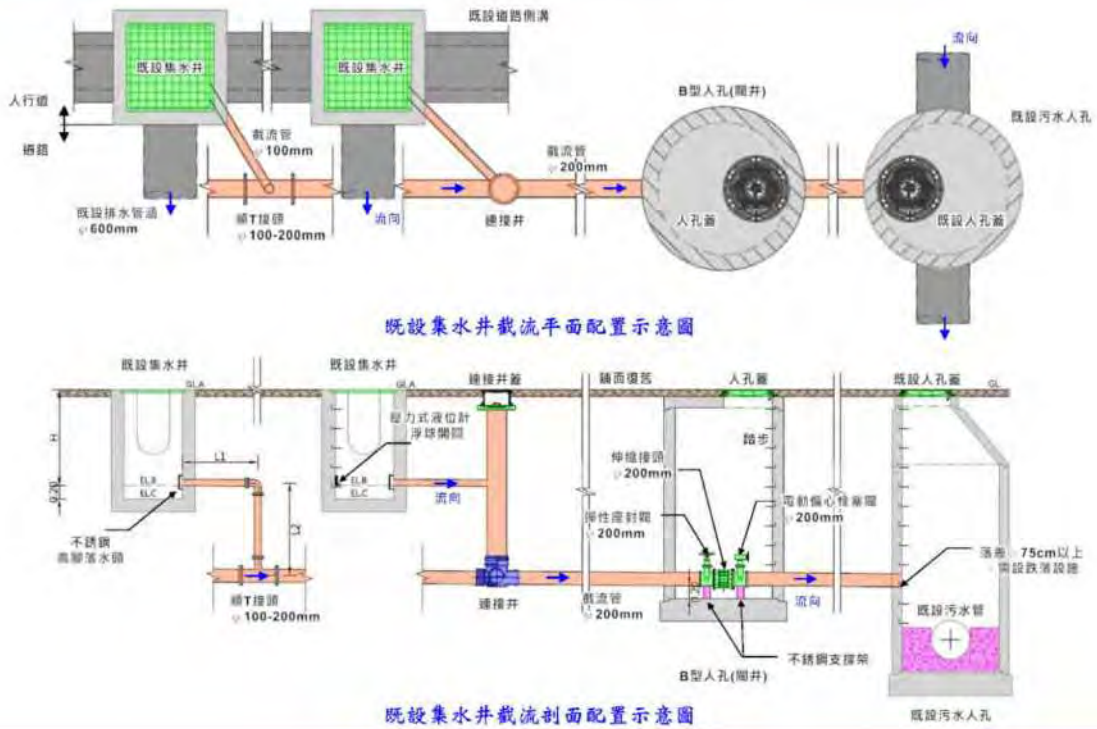 既設道路側溝
既設集水井
既設集水井
流向
人行道
道路
B型人孔(閘井)
既設污水人孔
截流管
φ100mm
截流管
φ200mm
既設排水管涵
φ600mm
順T接頭
φ100-200mm
流向
連接井
人孔蓋
既設人孔蓋
既設集水井截流平面配置示意圖
既設集水井
既設集水井
連接井蓋
鋪面復舊
人孔蓋
既設人孔蓋
GLA
GLA
GL
壓力式液位計
浮球開關
踏步
H
L1
伸縮接頭
φ200mm
ELB
ELC
ELB
ELC
流向
0.20
電動偏心栓塞閥
φ200mm
彈性座封閥
φ200mm
L2
不銹鋼
高腳落水頭
落差 75cm以上
需設跌落設施
順T接頭
φ100-200mm
連接井
截流管
φ200mm
0.20
流向
既設污水管
不銹鋼支撐架
B型人孔(閘井)
既設集水井截流剖面配置示意圖
既設污水人孔